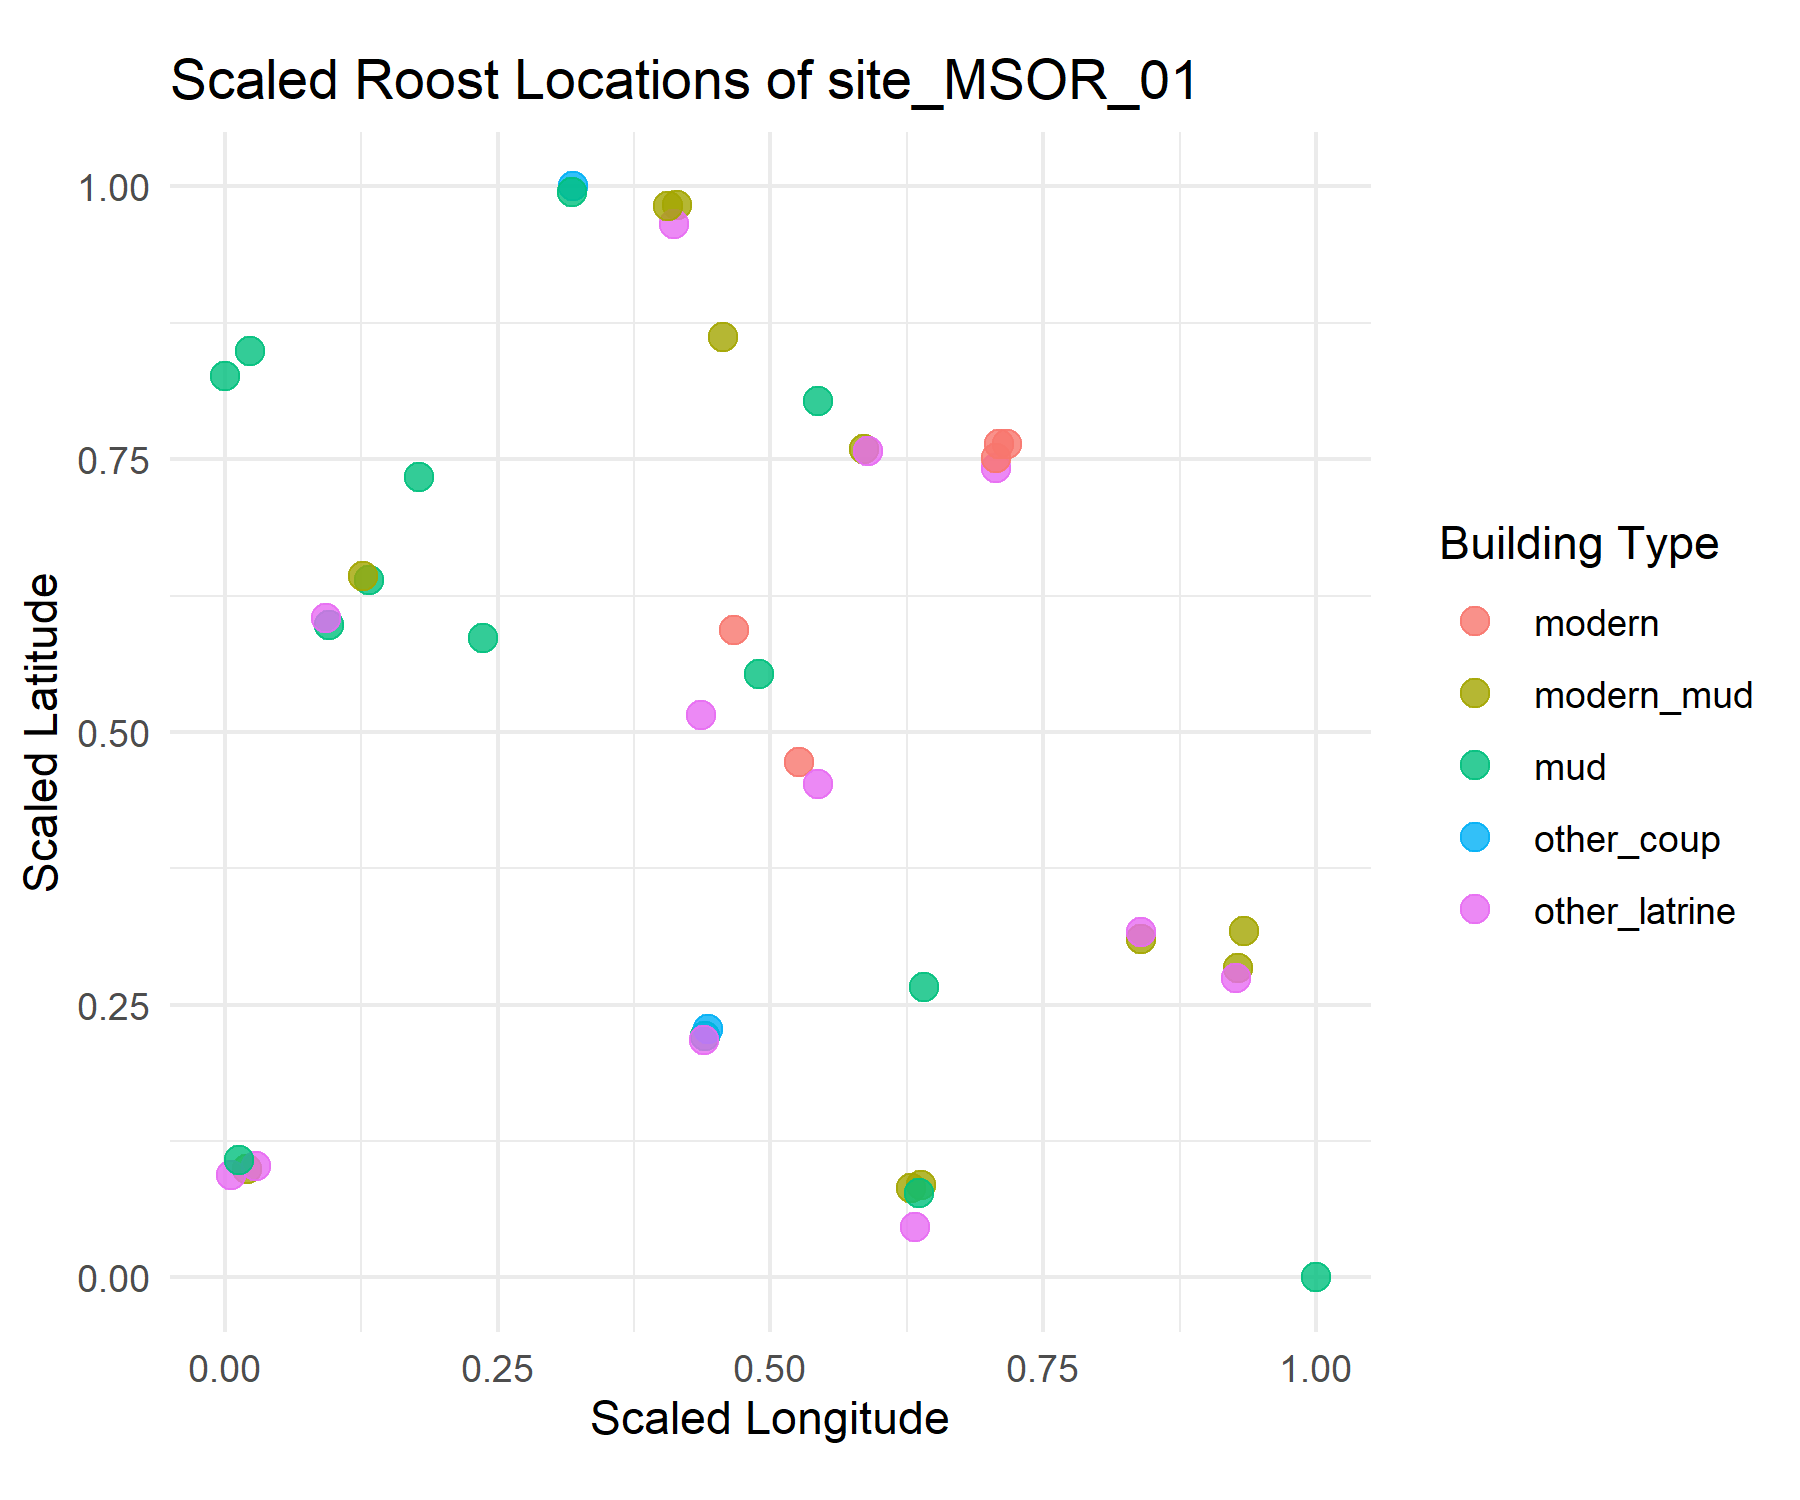 Scaled Roost Locations of site_MSOR_01
Scaled Latitude
1.00
0.75
0.50
0.25
0.00
0.00 0.25 0.50 0.75 1.00
Scaled Longitude
Building Type
modern
modern_mud
mud
other_coup
other_latrine